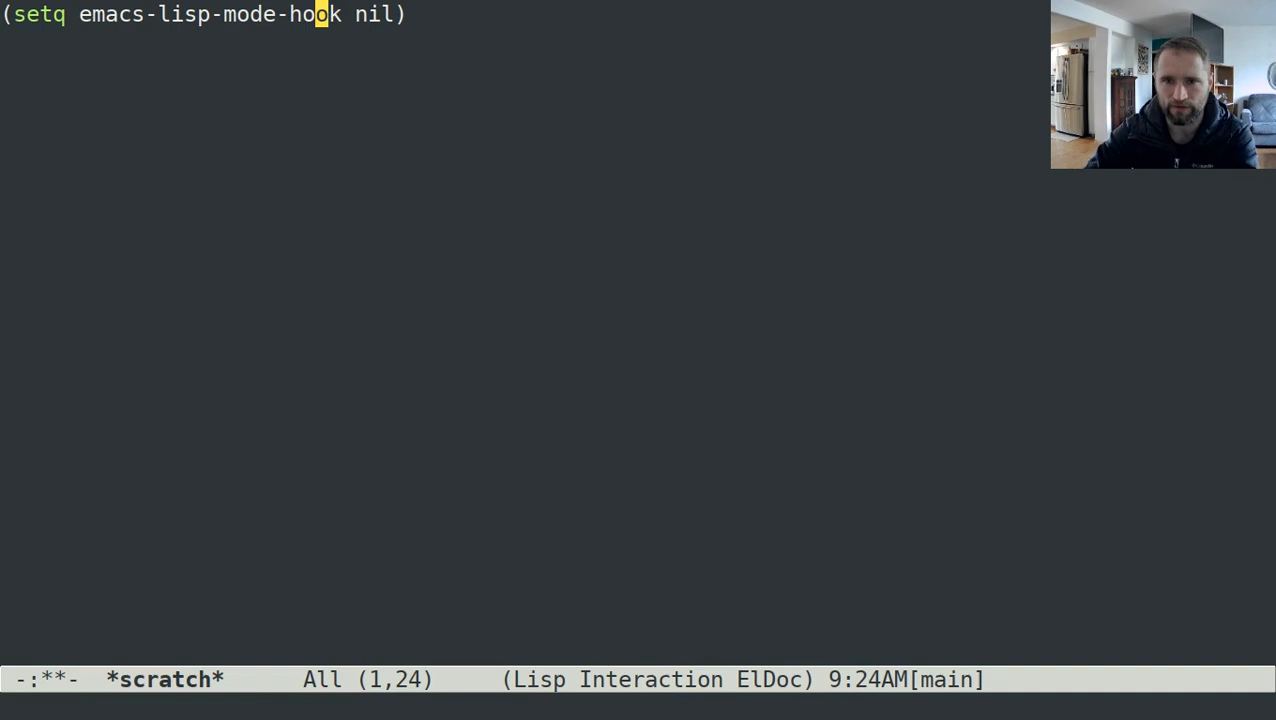 (setq emacs-lisp-mode-hook nil)
-:**- *scratch* All (1,24) (Lisp Interaction ElDoc) 9:24AM[main]